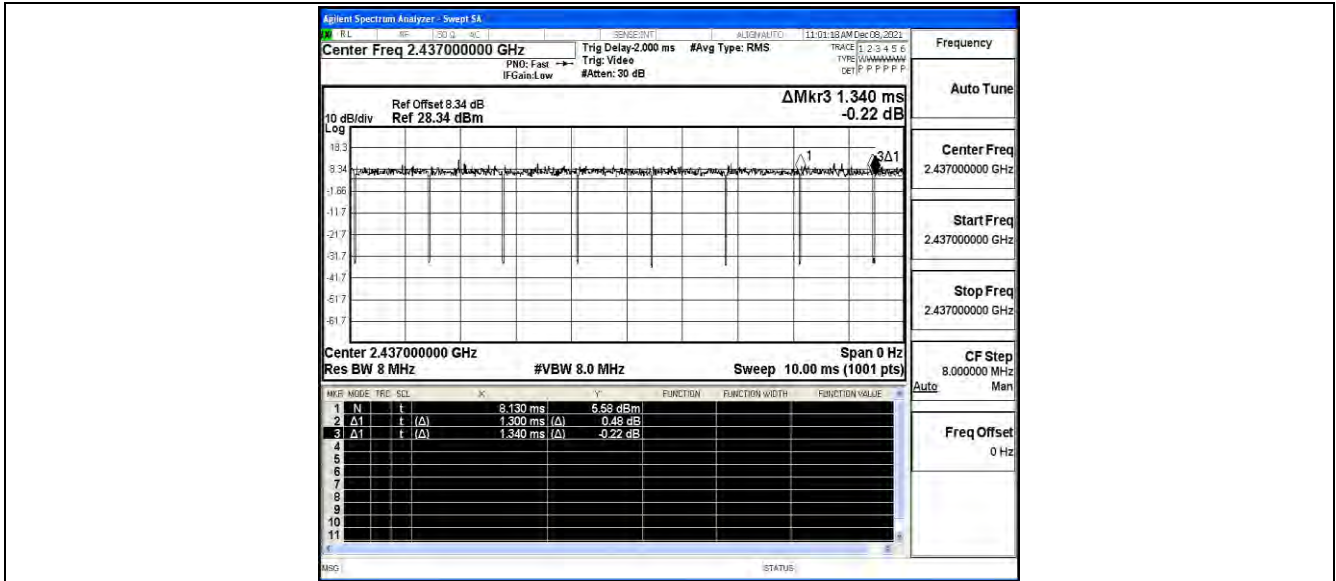 Agilent Spectrum Analyzer - Swept SA
RL RF 50 Ω AC SENSE:INT ALIGNAUTO 11:01:18 AM Dec 08, 2021
Center Freq 2.437000000 GHz
Trig Delay-2.000 ms #Avg Type: RMS
TRACE 1 2 3 4 5 6
PNO: Fast
Trig: Video
TYPE WWWWWW
IFGain:Low
#Atten: 30 dB
DET P P P P P P
Frequency
Auto Tune
Center Freq
2.437000000 GHz
Start Freq
2.437000000 GHz
Stop Freq
2.437000000 GHz
CF Step
8.000000 MHz
Auto Man
Freq Offset
0 Hz
ΔMkr3 1.340 ms
-0.22 dB
Ref Offset 8.34 dB
10 dB/div Ref 28.34 dBm
Log
18.3
8.34
-1.66
-11.7
-21.7
-31.7
-41.7
-51.7
-61.7
1
3Δ1
Center 2.437000000 GHz Span 0 Hz
Res BW 8 MHz #VBW 8.0 MHz Sweep 10.00 ms (1001 pts)
MKR MODE TRC SCL X Y FUNCTION FUNCTION WIDTH FUNCTION VALUE
1 N t 8.130 ms 5.58 dBm
2 Δ1 t (Δ) 1.300 ms (Δ) 0.48 dB
3 Δ1 t (Δ) 1.340 ms (Δ) -0.22 dB
4
5
6
7
8
9
10
11
MSG STATUS